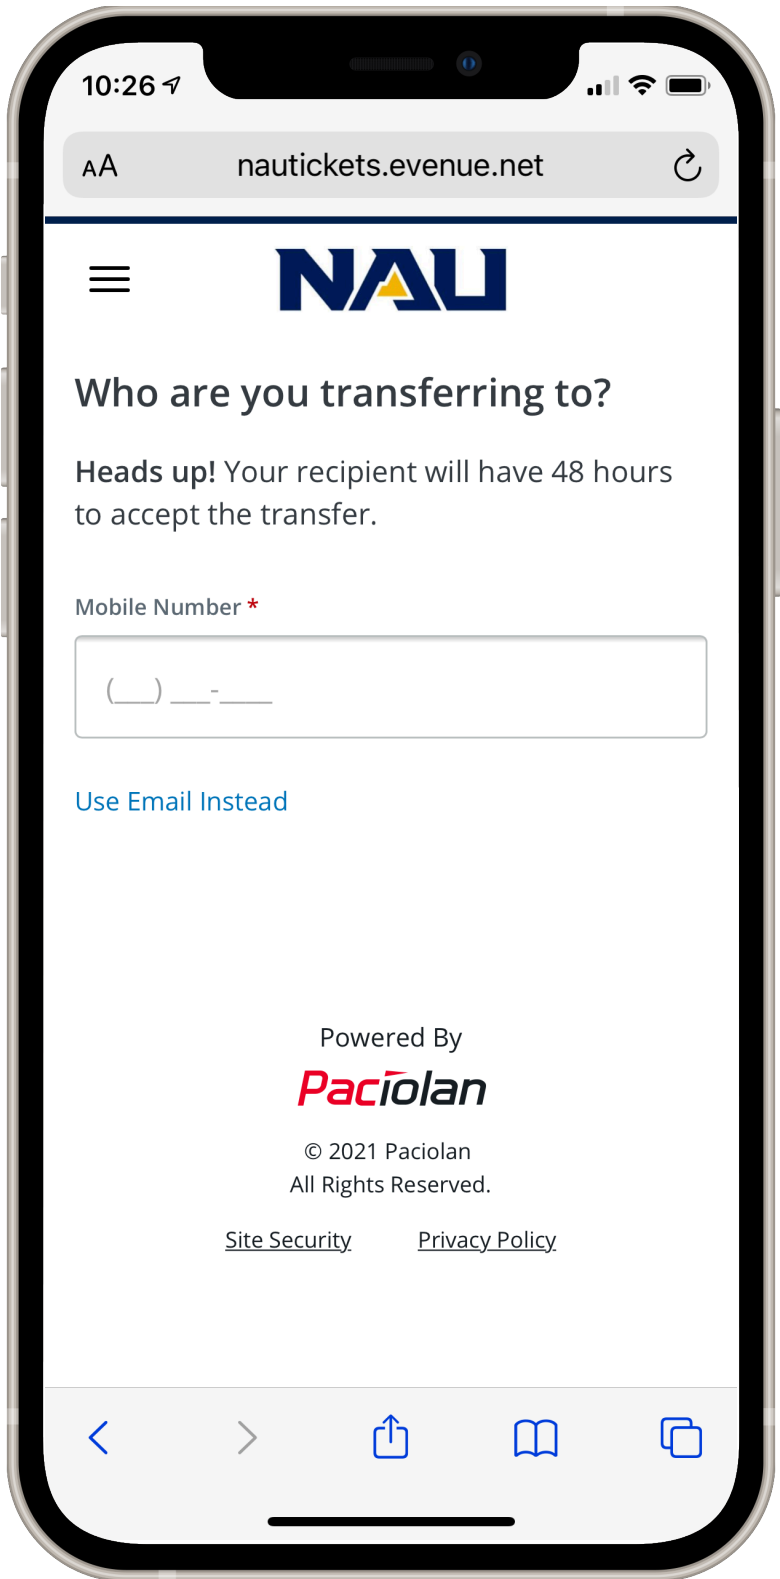 10:26
AA nautickets.evenue.net
NAU
Who are you transferring to?
Heads up! Your recipient will have 48 hours
to accept the transfer.
Mobile Number *
(___) ___-____
Use Email Instead
Powered By
Paciolan
© 2021 Paciolan
All Rights Reserved.
Site Security Privacy Policy